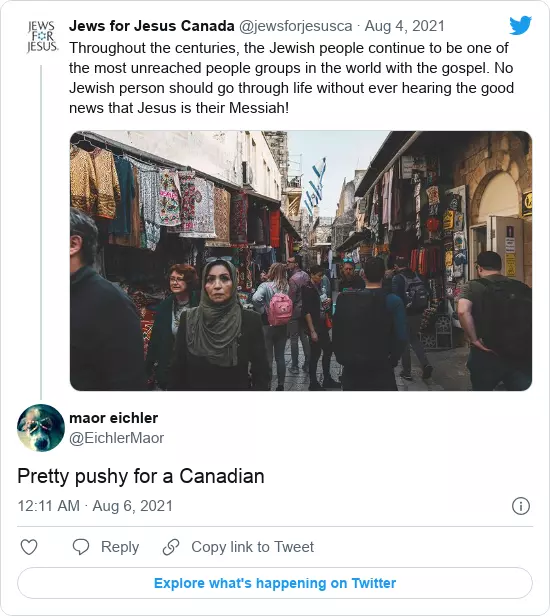 JEWS
FOR
JESUS.
Jews for Jesus Canada @jewsforjesusca · Aug 4, 2021
Throughout the centuries, the Jewish people continue to be one of
the most unreached people groups in the world with the gospel. No
Jewish person should go through life without ever hearing the good
news that Jesus is their Messiah!
maor eichler
@EichlerMaor
Pretty pushy for a Canadian
12:11 AM · Aug 6, 2021
Reply
Copy link to Tweet
Explore what's happening on Twitter